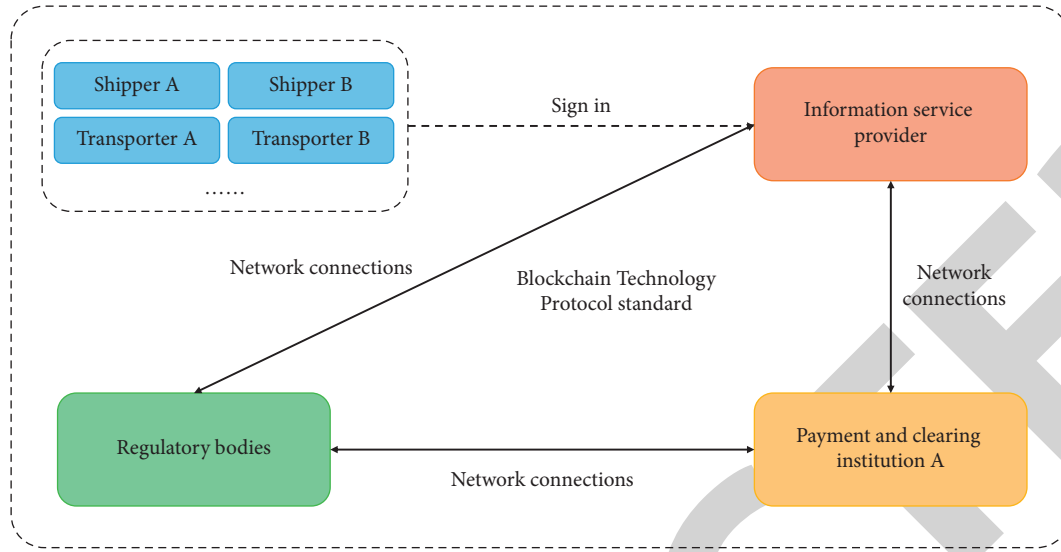 Shipper A
Shipper B
Transporter A
Transporter B
......
Sign in
Information service
provider
Network connections
Blockchain Technology
Protocol standard
Network
connections
Regulatory bodies
Network connections
Payment and clearing
institution A